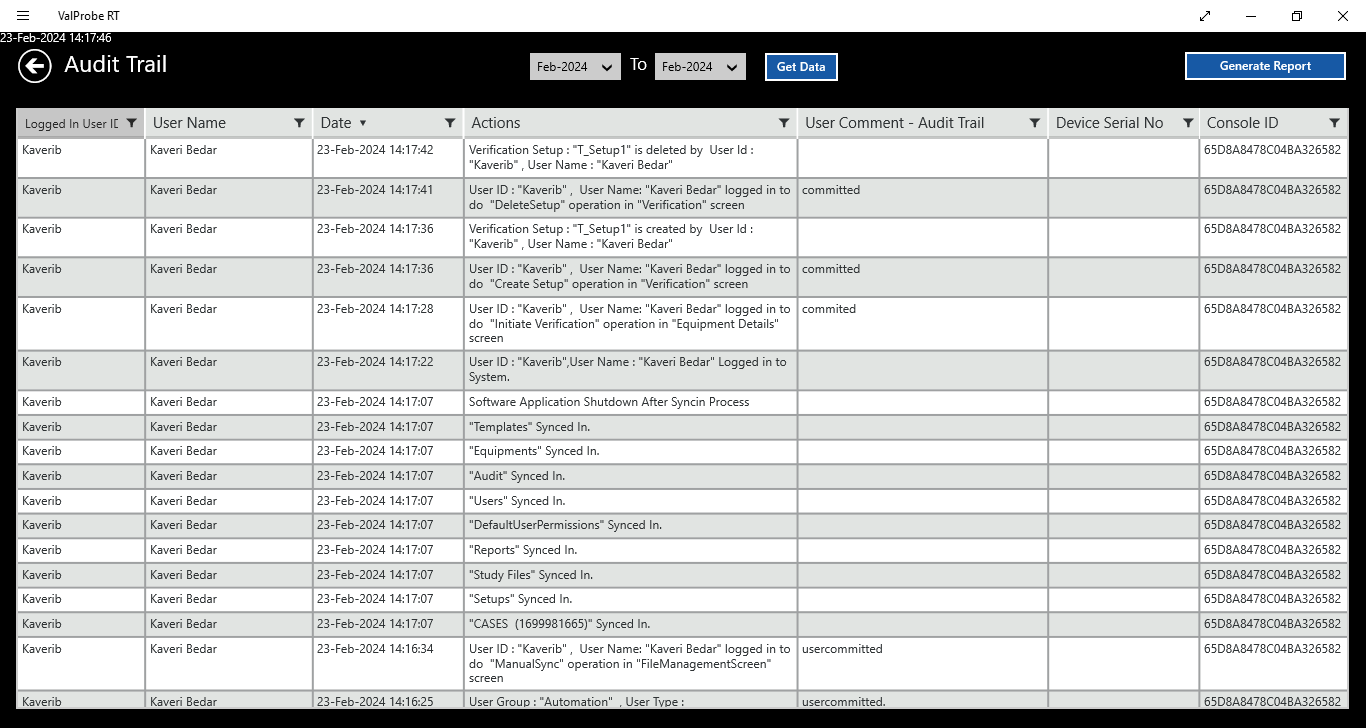 ValProbe RT
23-Feb-2024 14:17:46
Audit Trail
Feb-2024 To Feb-2024 Get Data Generate Report
Logged In User ID User Name Date Actions User Comment - Audit Trail Device Serial No Console ID
Kaverib Kaveri Bedar 23-Feb-2024 14:17:42 Verification Setup : "T_Setup1" is deleted by User Id : 65D8A8478C04BA326582
"Kaverib" , User Name : "Kaveri Bedar"
Kaverib Kaveri Bedar 23-Feb-2024 14:17:41 User ID : "Kaverib" , User Name: "Kaveri Bedar" logged in to committed 65D8A8478C04BA326582
do "DeleteSetup" operation in "Verification" screen
Kaverib Kaveri Bedar 23-Feb-2024 14:17:36 Verification Setup : "T_Setup1" is created by User Id : 65D8A8478C04BA326582
"Kaverib" , User Name : "Kaveri Bedar"
Kaverib Kaveri Bedar 23-Feb-2024 14:17:36 User ID : "Kaverib" , User Name: "Kaveri Bedar" logged in to committed 65D8A8478C04BA326582
do "Create Setup" operation in "Verification" screen
Kaverib Kaveri Bedar 23-Feb-2024 14:17:28 User ID : "Kaverib" , User Name: "Kaveri Bedar" logged in to commited 65D8A8478C04BA326582
do "Initiate Verification" operation in "Equipment Details"
screen
Kaverib Kaveri Bedar 23-Feb-2024 14:17:22 User ID : "Kaverib",User Name : "Kaveri Bedar" Logged in to 65D8A8478C04BA326582
System.
Kaverib Kaveri Bedar 23-Feb-2024 14:17:07 Software Application Shutdown After Syncin Process 65D8A8478C04BA326582
Kaverib Kaveri Bedar 23-Feb-2024 14:17:07 "Templates" Synced In. 65D8A8478C04BA326582
Kaverib Kaveri Bedar 23-Feb-2024 14:17:07 "Equipments" Synced In. 65D8A8478C04BA326582
Kaverib Kaveri Bedar 23-Feb-2024 14:17:07 "Audit" Synced In. 65D8A8478C04BA326582
Kaverib Kaveri Bedar 23-Feb-2024 14:17:07 "Users" Synced In. 65D8A8478C04BA326582
Kaverib Kaveri Bedar 23-Feb-2024 14:17:07 "DefaultUserPermissions" Synced In. 65D8A8478C04BA326582
Kaverib Kaveri Bedar 23-Feb-2024 14:17:07 "Reports" Synced In. 65D8A8478C04BA326582
Kaverib Kaveri Bedar 23-Feb-2024 14:17:07 "Study Files" Synced In. 65D8A8478C04BA326582
Kaverib Kaveri Bedar 23-Feb-2024 14:17:07 "Setups" Synced In. 65D8A8478C04BA326582
Kaverib Kaveri Bedar 23-Feb-2024 14:17:07 "CASES (1699981665)" Synced In. 65D8A8478C04BA326582
Kaverib Kaveri Bedar 23-Feb-2024 14:16:34 User ID : "Kaverib" , User Name: "Kaveri Bedar" logged in to usercommitted 65D8A8478C04BA326582
do "ManualSync" operation in "FileManagementScreen"
screen
Kaverib Kaveri Bedar 23-Feb-2024 14:16:25 User Group : "Automation" , User Type : usercommitted. 65D8A8478C04BA326582